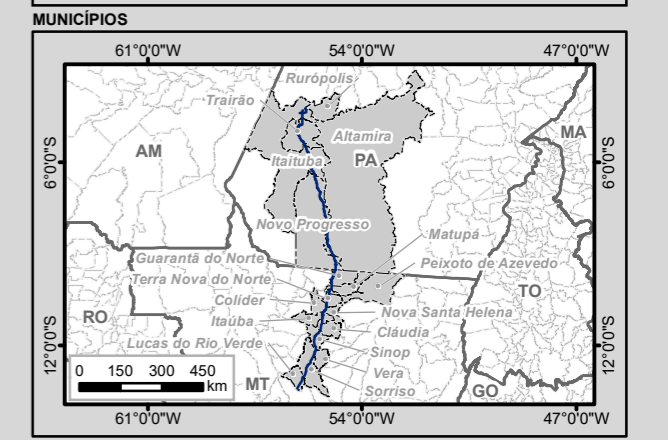 MUNICÍPIOS
61°0'0"W 54°0'0"W 47°0'0"W
Rurópolis
Trairão
Altamira
MA
AM
PA
Itaituba
6°0'0"S 6°0'0"S
Novo Progresso
Matupá
Guarantã do Norte
Peixoto de Azevedo
Terra Nova do Norte
TO
Colíder
Nova Santa Helena
RO
Itaúba
Cláudia
Lucas do Rio Verde
Sinop
12°0'0"S 12°0'0"S
Vera
0 150 300 450
km
MT
Sorriso
GO
61°0'0"W 54°0'0"W 47°0'0"W